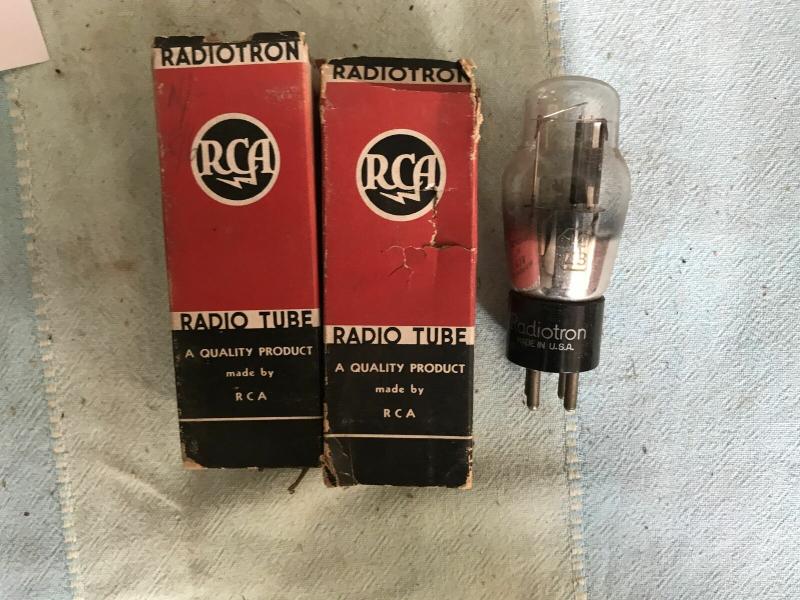 RADIOTRON
RCA
RADIO TUBE
A QUALITY PRODUCT
made by
RCA
RADIOTRON
RCA
RADIO TUBE
A QUALITY PRODUCT
made by
RCA
Radiotron
MADE IN U.S.A.